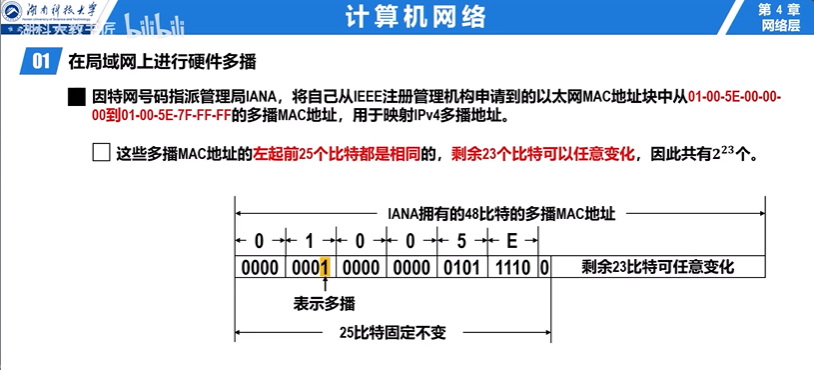 湖南科技大学
湖科大教书匠 bilibili
计算机网络
第 4 章
网络层
01 在局域网上进行硬件多播
因特网号码指派管理局IANA，将自己从IEEE注册管理机构申请到的以太网MAC地址块中从01-00-5E-00-00-
00到01-00-5E-7F-FF-FF的多播MAC地址，用于映射IPv4多播地址。
这些多播MAC地址的左起前25个比特都是相同的，剩余23个比特可以任意变化，因此共有2²³个。
IANA拥有的48比特的多播MAC地址
0 1 0 0 5 E
0000 0001 0000 0000 0101 1110 0 剩余23比特可任意变化
表示多播
25比特固定不变